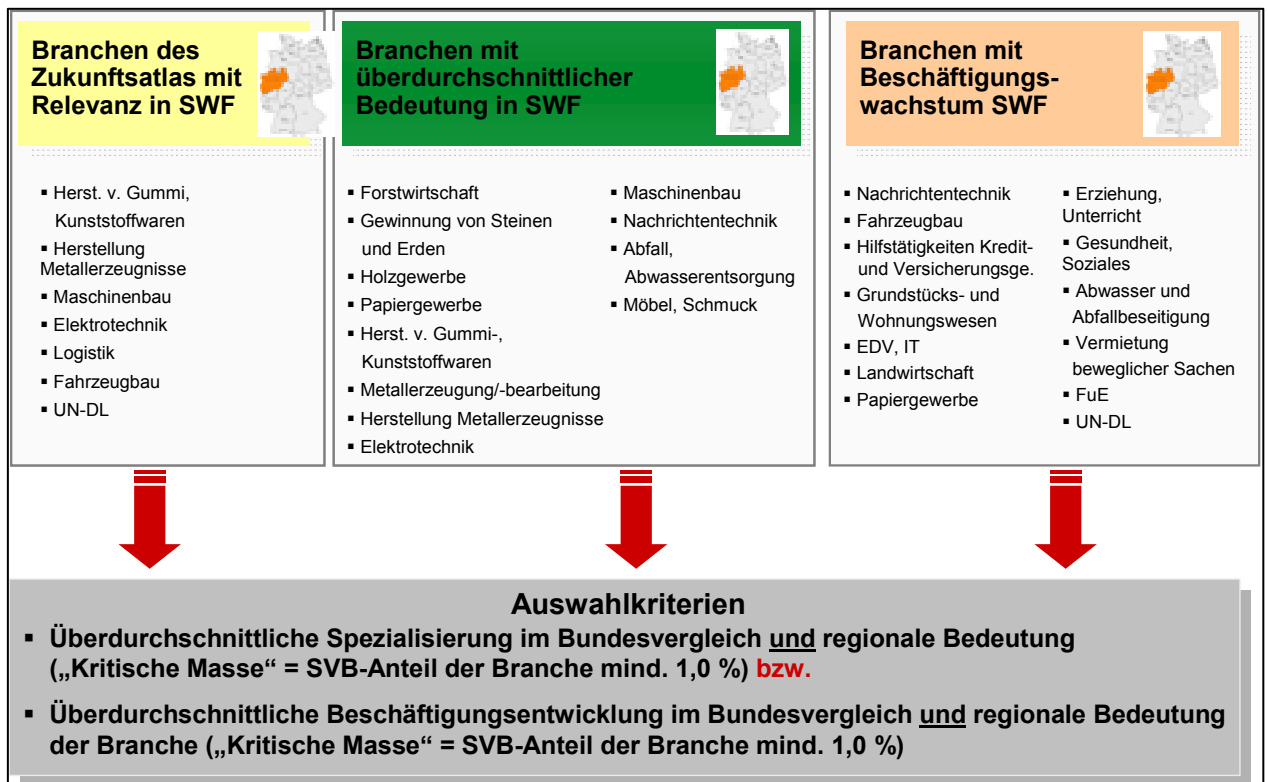 Branchen des
Zukunftsatlas mit
Relevanz in SWF
▪ Herst. v. Gummi,
Kunststoffwaren
▪ Herstellung
Metallerzeugnisse
▪ Maschinenbau
▪ Elektrotechnik
▪ Logistik
▪ Fahrzeugbau
▪ UN-DL
Branchen mit
überdurchschnittlicher
Bedeutung in SWF
▪ Forstwirtschaft
▪ Gewinnung von Steinen
und Erden
▪ Holzgewerbe
▪ Papiergewerbe
▪ Herst. v. Gummi-,
Kunststoffwaren
▪ Metallerzeugung/-bearbeitung
▪ Herstellung Metallerzeugnisse
▪ Elektrotechnik
▪ Maschinenbau
▪ Nachrichtentechnik
▪ Abfall,
Abwasserentsorgung
▪ Möbel, Schmuck
Branchen mit
Beschäftigungs-
wachstum SWF
▪ Nachrichtentechnik
▪ Fahrzeugbau
▪ Hilfstätigkeiten Kredit-
und Versicherungsge.
▪ Grundstücks- und
Wohnungswesen
▪ EDV, IT
▪ Landwirtschaft
▪ Papiergewerbe
▪ Erziehung,
Unterricht
▪ Gesundheit,
Soziales
▪ Abwasser und
Abfallbeseitigung
▪ Vermietung
beweglicher Sachen
▪ FuE
▪ UN-DL
Auswahlkriterien
▪ Überdurchschnittliche Spezialisierung im Bundesvergleich und regionale Bedeutung
(„Kritische Masse“ = SVB-Anteil der Branche mind. 1,0 %) bzw.
▪ Überdurchschnittliche Beschäftigungsentwicklung im Bundesvergleich und regionale Bedeutung
der Branche („Kritische Masse“ = SVB-Anteil der Branche mind. 1,0 %)